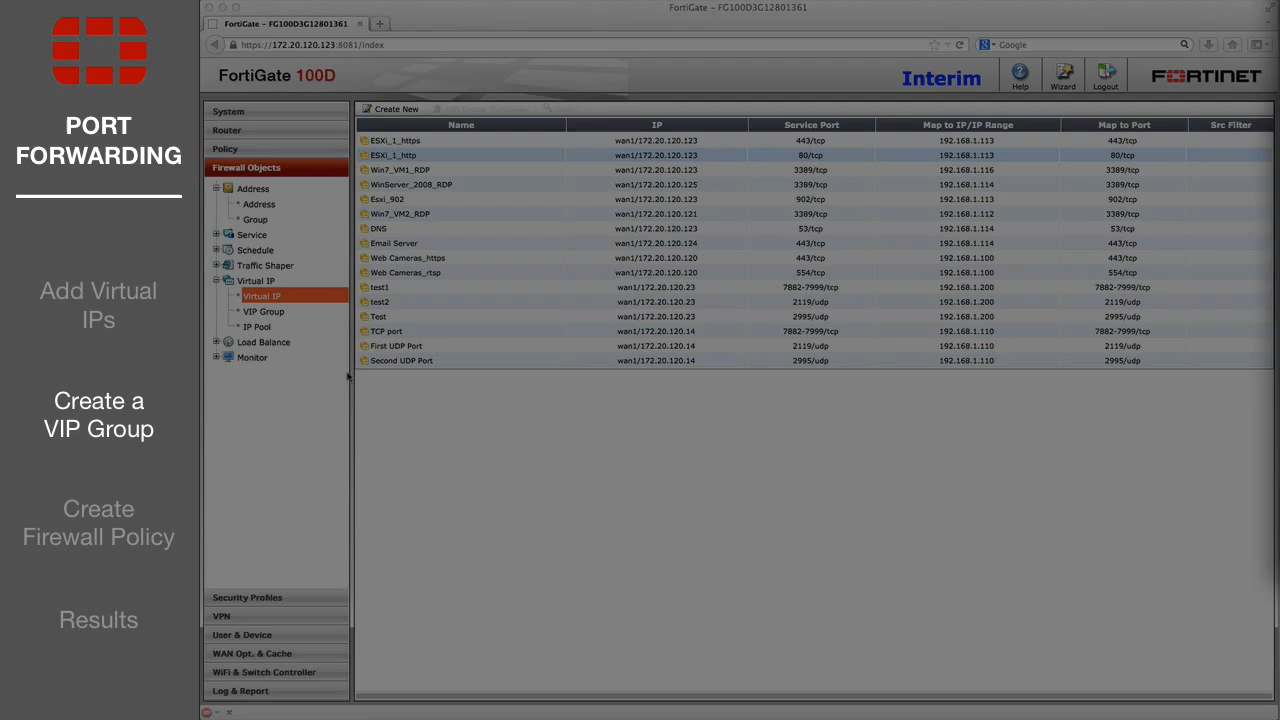 PORT
FORWARDING
Add Virtual
IPs
Create a
VIP Group
Create
Firewall Policy
Results
FortiGate - FG100D3G12801361
FortiGate - FG100D3G12801361
https://172.20.120.123:8081/index
Google
FortiGate 100D
Interim
Help
Wizard
Logout
FORTINET
System
Router
Policy
Firewall Objects
Address
Address
Group
Service
Schedule
Traffic Shaper
Virtual IP
Virtual IP
VIP Group
IP Pool
Load Balance
Monitor
Security Profiles
VPN
User & Device
WAN Opt. & Cache
WiFi & Switch Controller
Log & Report
Create New
Name IP Service Port Map to IP/IP Range Map to Port Src Filter
ESXi_1_https wan1/172.20.120.123 443/tcp 192.168.1.113 443/tcp
ESXi_1_http wan1/172.20.120.123 80/tcp 192.168.1.113 80/tcp
Win7_VM1_RDP wan1/172.20.120.123 3389/tcp 192.168.1.116 3389/tcp
WinServer_2008_RDP wan1/172.20.120.125 3389/tcp 192.168.1.114 3389/tcp
Esxi_902 wan1/172.20.120.123 902/tcp 192.168.1.113 902/tcp
Win7_VM2_RDP wan1/172.20.120.121 3389/tcp 192.168.1.112 3389/tcp
DNS wan1/172.20.120.123 53/tcp 192.168.1.114 53/tcp
Email Server wan1/172.20.120.124 443/tcp 192.168.1.114 443/tcp
Web Cameras_https wan1/172.20.120.120 443/tcp 192.168.1.100 443/tcp
Web Cameras_rtsp wan1/172.20.120.120 554/tcp 192.168.1.100 554/tcp
test1 wan1/172.20.120.23 7882-7999/tcp 192.168.1.200 7882-7999/tcp
test2 wan1/172.20.120.23 2119/udp 192.168.1.200 2119/udp
Test wan1/172.20.120.23 2995/udp 192.168.1.200 2995/udp
TCP port wan1/172.20.120.14 7882-7999/tcp 192.168.1.110 7882-7999/tcp
First UDP Port wan1/172.20.120.14 2119/udp 192.168.1.110 2119/udp
Second UDP Port wan1/172.20.120.14 2995/udp 192.168.1.110 2995/udp